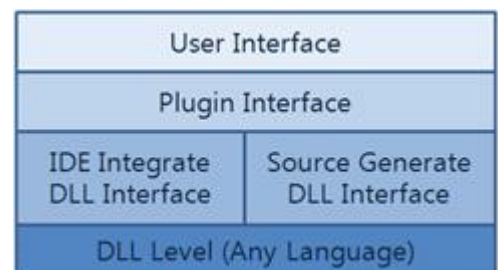 User Interface
Plugin Interface
IDE Integrate
DLL Interface
Source Generate
DLL Interface
DLL Level (Any Language)